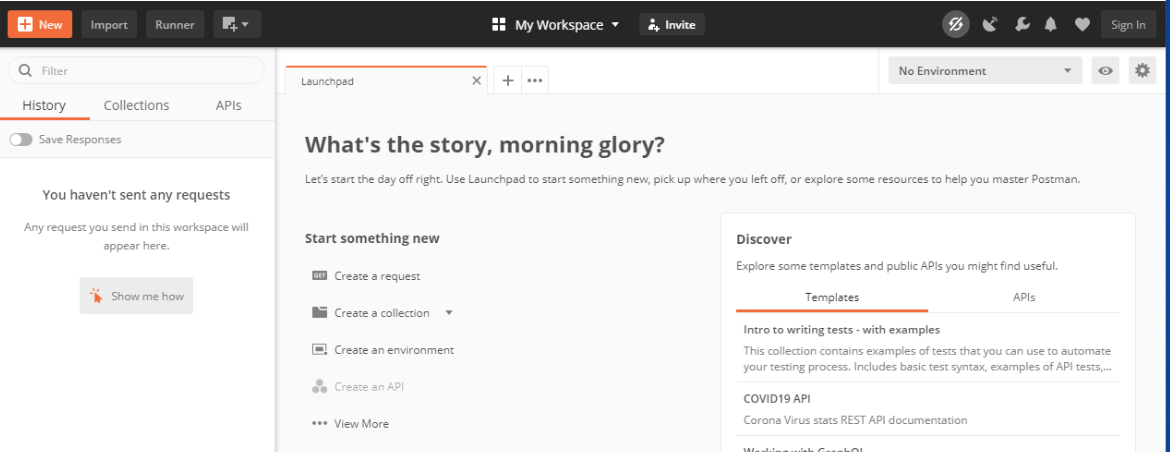 New Import Runner My Workspace Invite Sign In
Filter
Launchpad
No Environment
History Collections APIs
Save Responses
You haven't sent any requests
Any request you send in this workspace will
appear here.
Show me how
What's the story, morning glory?
Let's start the day off right. Use Launchpad to start something new, pick up where you left off, or explore some resources to help you master Postman.
Start something new
GET Create a request
Create a collection
Create an environment
Create an API
View More
Discover
Explore some templates and public APIs you might find useful.
Templates APIs
Intro to writing tests - with examples
This collection contains examples of tests that you can use to automate
your testing process. Includes basic test syntax, examples of API tests,...
COVID19 API
Corona Virus stats REST API documentation
Working with GraphQL